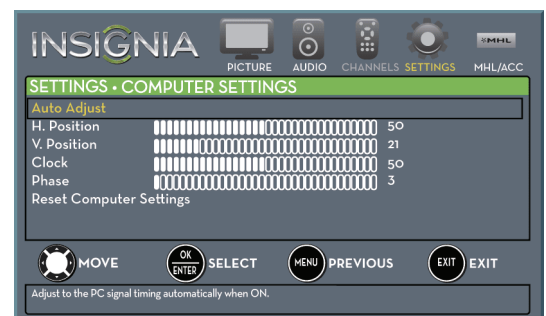 INSIGNIA
PICTURE AUDIO CHANNELS SETTINGS MHL MHL/ACC
SETTINGS • COMPUTER SETTINGS
Auto Adjust
H. Position 50
V. Position 21
Clock 50
Phase 3
Reset Computer Settings
MOVE OK ENTER SELECT MENU PREVIOUS EXIT EXIT
Adjust to the PC signal timing automatically when ON.